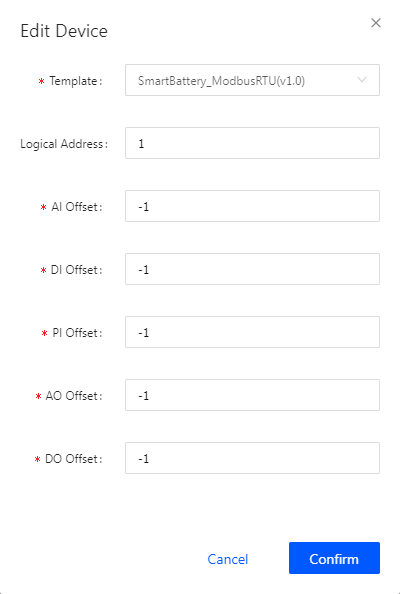 Edit Device
* Template:
SmartBattery_ModbusRTU(v1.0)
Logical Address:
1
* AI Offset:
-1
* DI Offset:
-1
* PI Offset:
-1
* AO Offset:
-1
* DO Offset:
-1
Cancel
Confirm